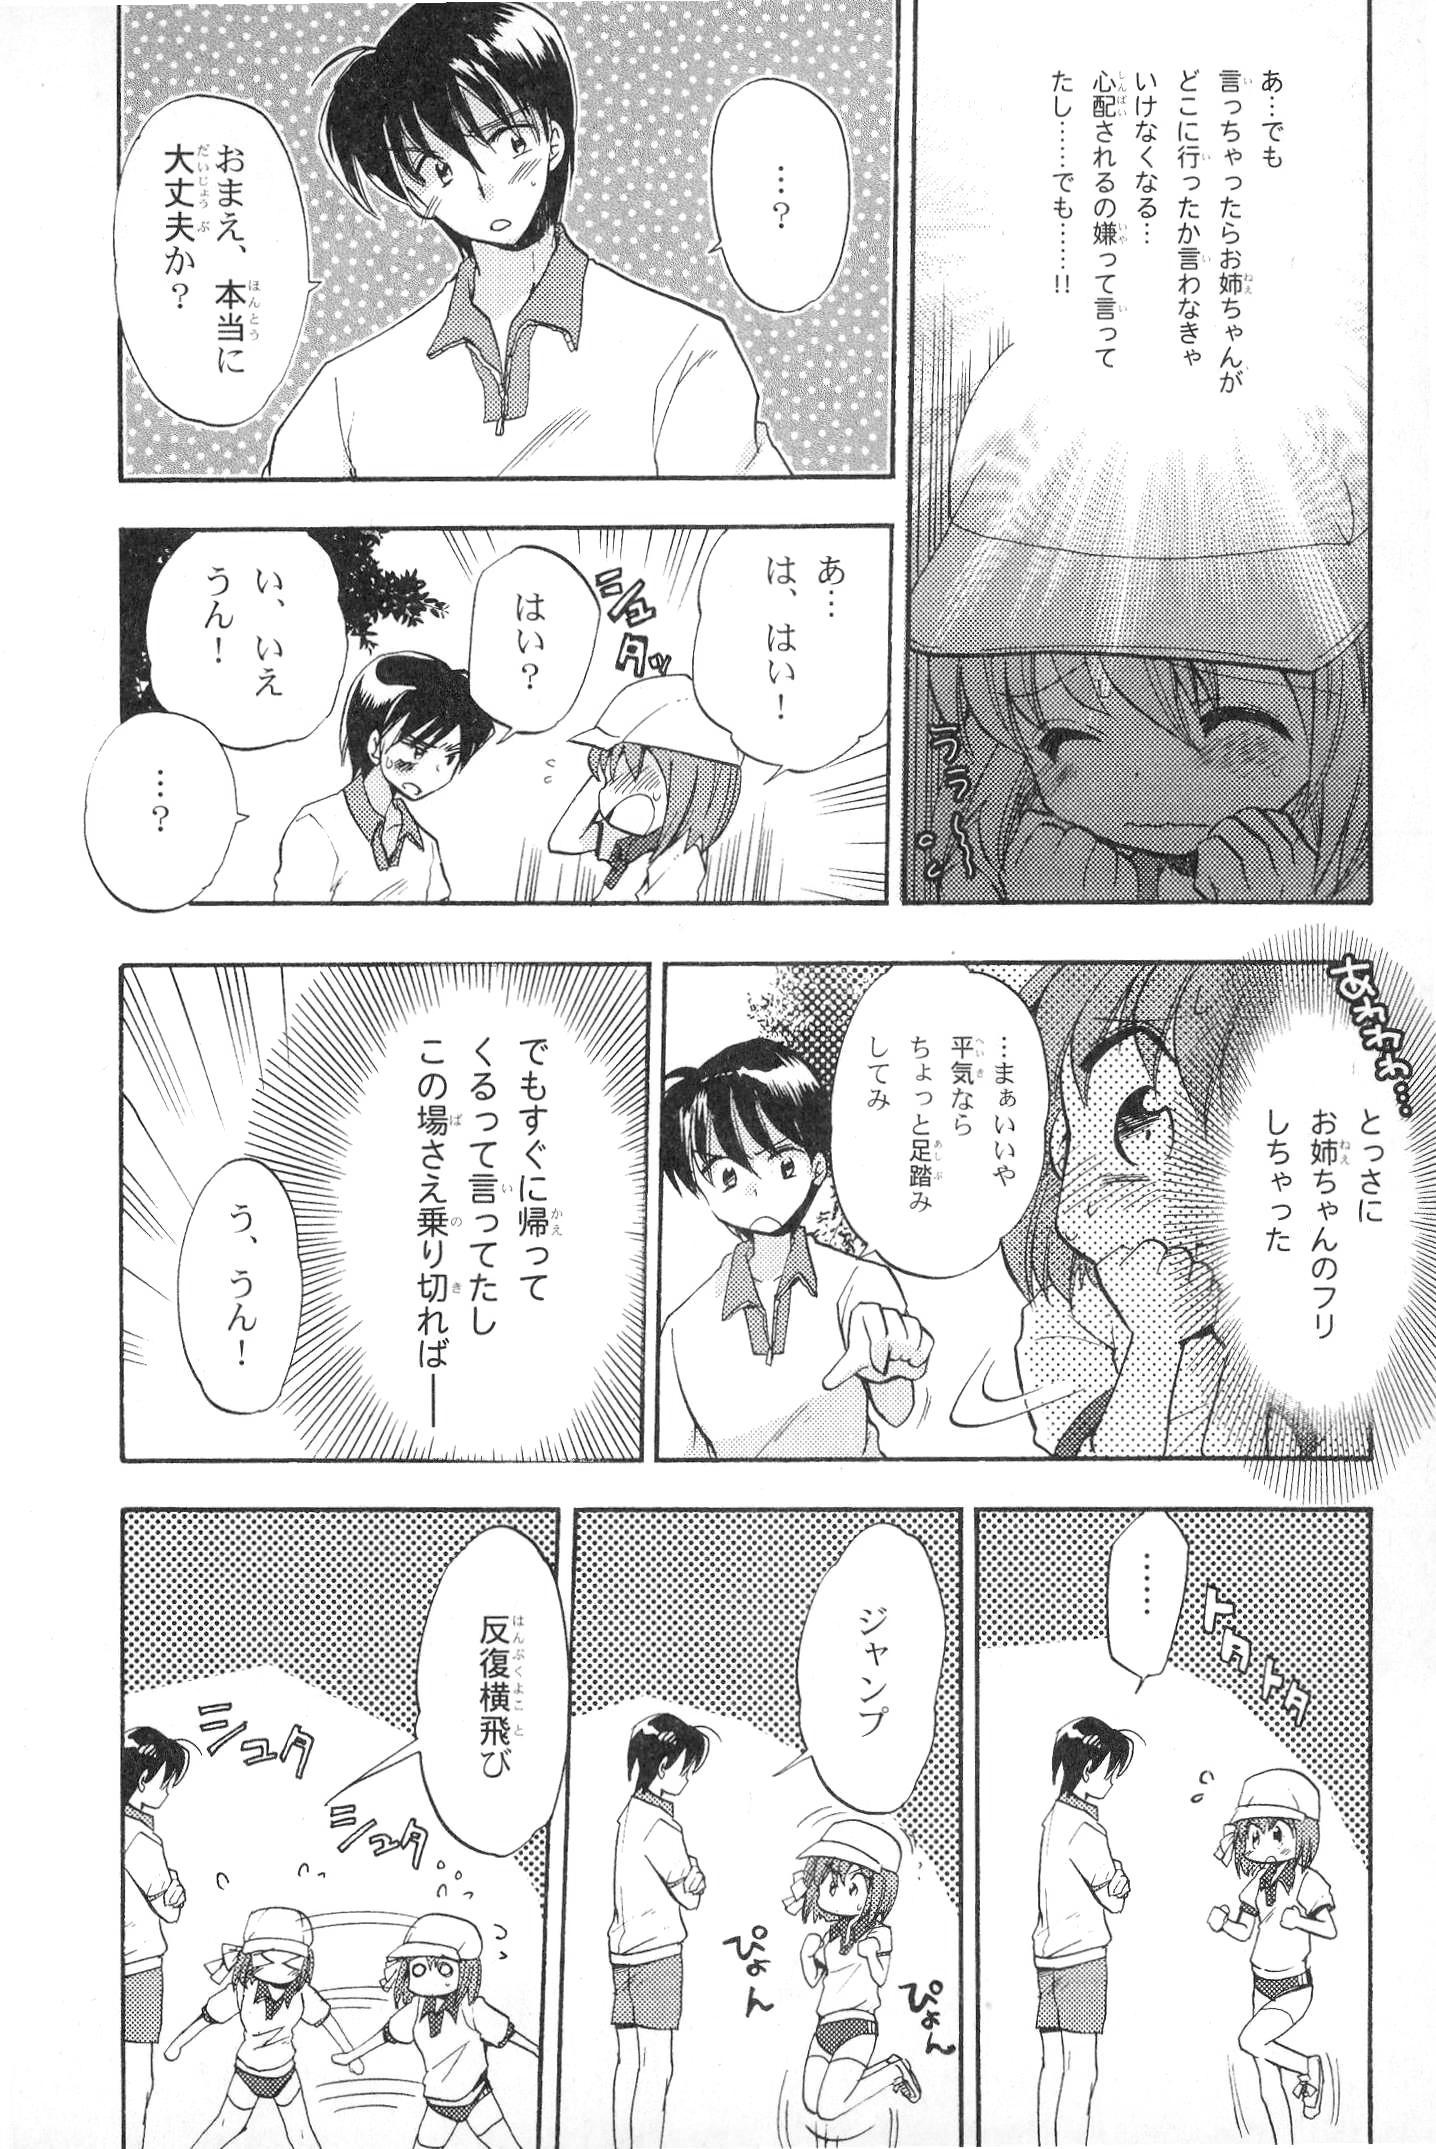 あ…でも
言っちゃったらお姉ちゃんが
どこに行ったか言わなきゃ
いけなくなる…
心配されるの嫌って言って
たし……でも……!!
うう〜
…?
おまえ、本当に
大丈夫か?
あ…
は、はい!
シュタッ
はい?
い、いえ
うん!
…?
あわわわ…
とっさに
お姉ちゃんのフリ
しちゃった
…まぁいいや
平気なら
ちょっと足踏み
してみ
でもすぐに帰って
くるって言ってたし
この場さえ乗り切れば──
う、うん!
……
トタトタ
ジャンプ
ぴょん
ぴょん
反復横飛び
シュタ
シュタ